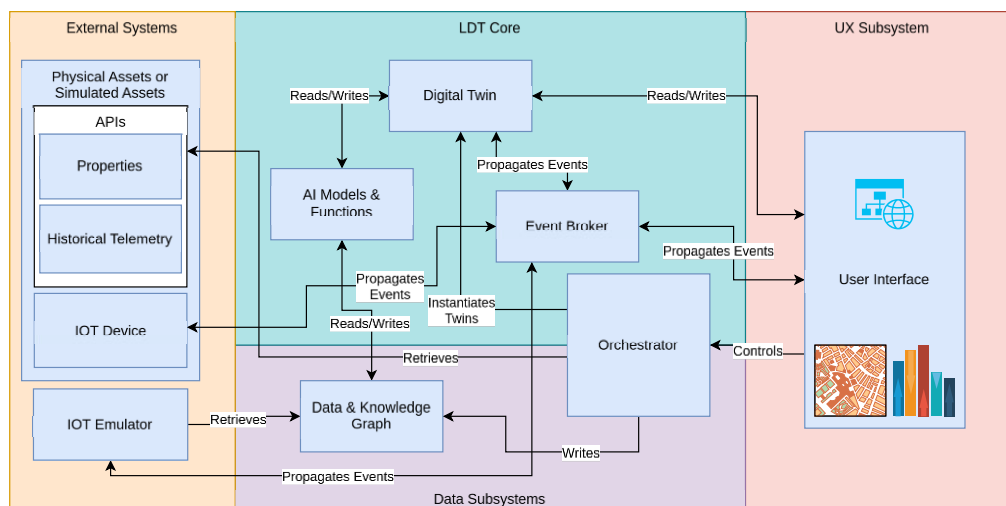 External Systems
LDT Core
UX Subsystem
Physical Assets or
Simulated Assets
APIs
Properties
Historical Telemetry
IOT Device
IOT Emulator
Reads/Writes
Digital Twin
Reads/Writes
Propagates Events
AI Models &
Functions
Event Broker
Propagates Events
Propagates
Events
Instantiates
Twins
Reads/Writes
Orchestrator
User Interface
Controls
Retrieves
Data & Knowledge
Graph
Retrieves
Writes
Propagates Events
Data Subsystems